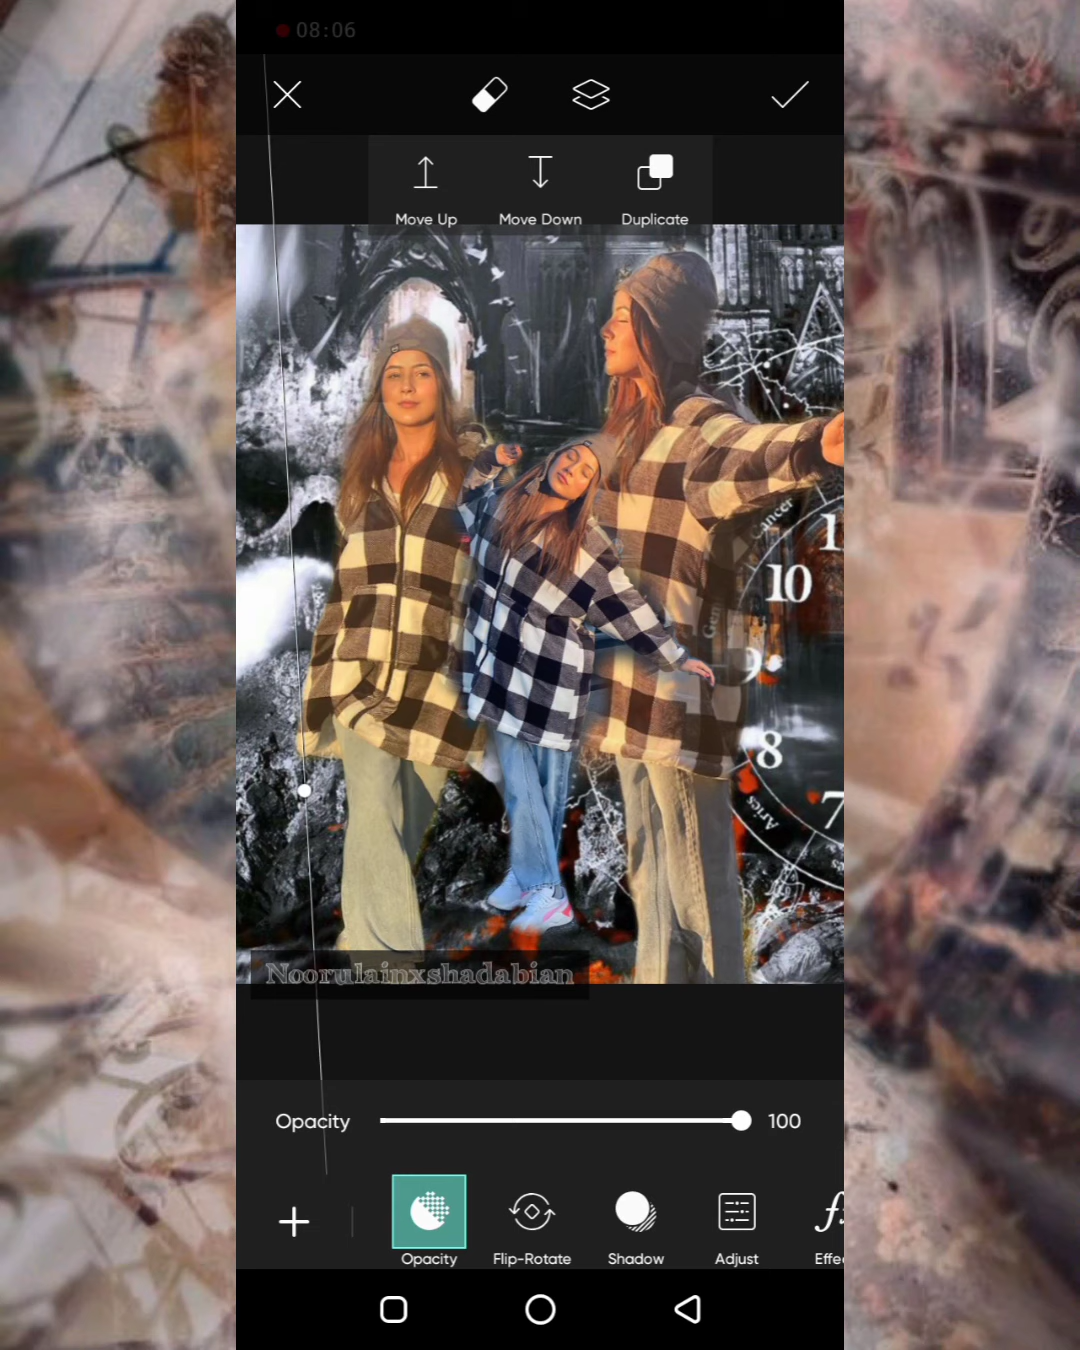 08:06
Move Up Move Down Duplicate
Cancer
10
8
7
Aries
Noorulainxshadabian
Opacity 100
Opacity Flip-Rotate Shadow Adjust